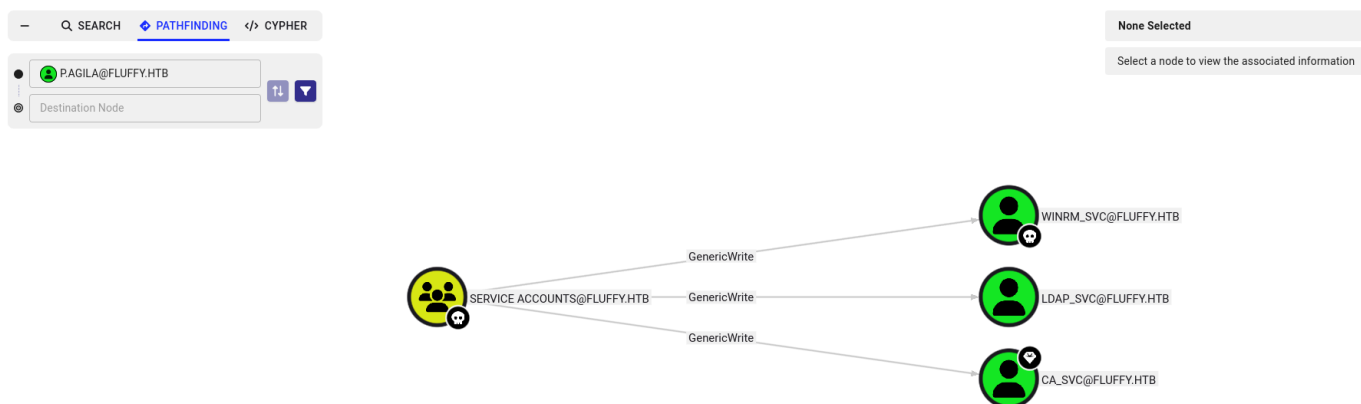 SEARCH
PATHFINDING
</> CYPHER
None Selected
P.AGILA@FLUFFY.HTB
Select a node to view the associated information
Destination Node
WINRM_SVC@FLUFFY.HTB
GenericWrite
SERVICE ACCOUNTS@FLUFFY.HTB
GenericWrite
LDAP_SVC@FLUFFY.HTB
GenericWrite
CA_SVC@FLUFFY.HTB